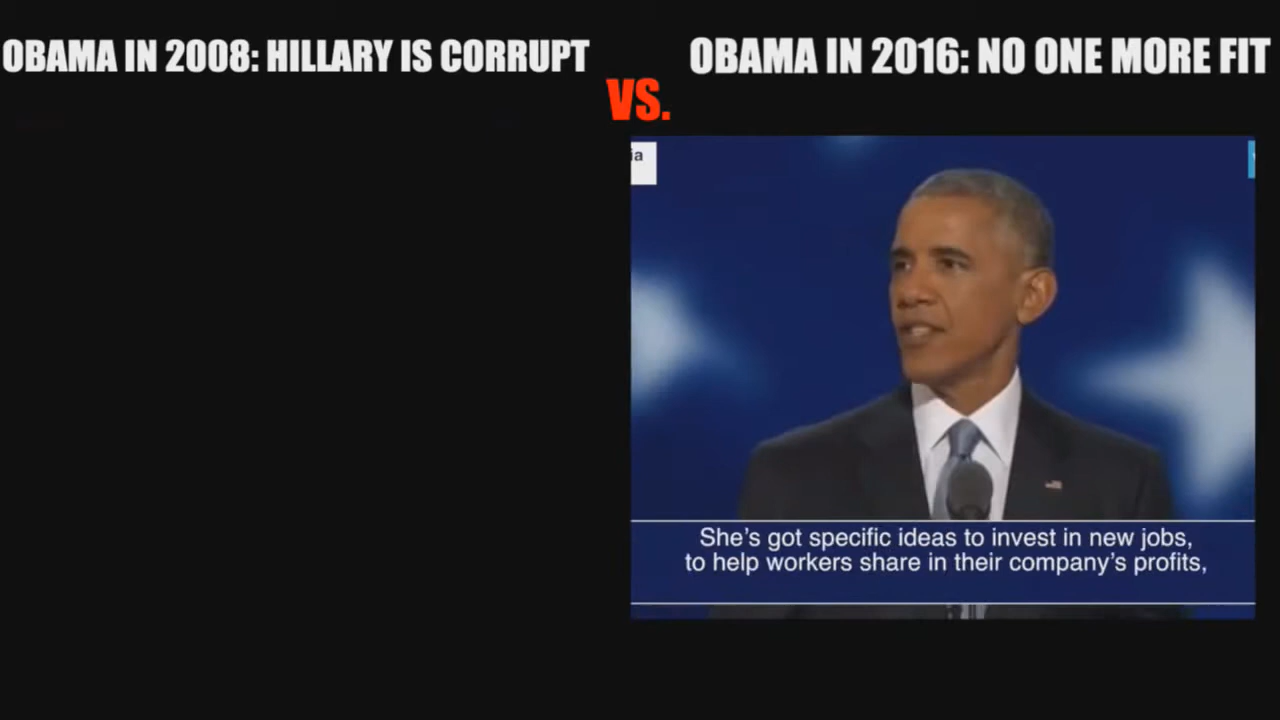 OBAMA IN 2008: HILLARY IS CORRUPT
VS.
OBAMA IN 2016: NO ONE MORE FIT
ia
She's got specific ideas to invest in new jobs,
to help workers share in their company's profits,